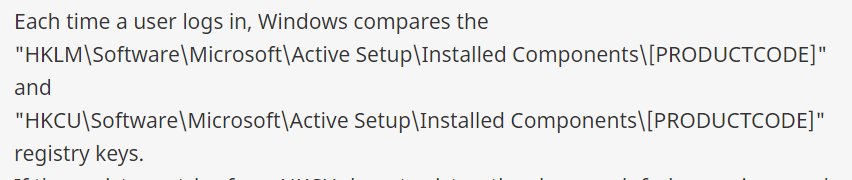 Each time a user logs in, Windows compares the
"HKLM\Software\Microsoft\Active Setup\Installed Components\[PRODUCTCODE]"
and
"HKCU\Software\Microsoft\Active Setup\Installed Components\[PRODUCTCODE]"
registry keys.